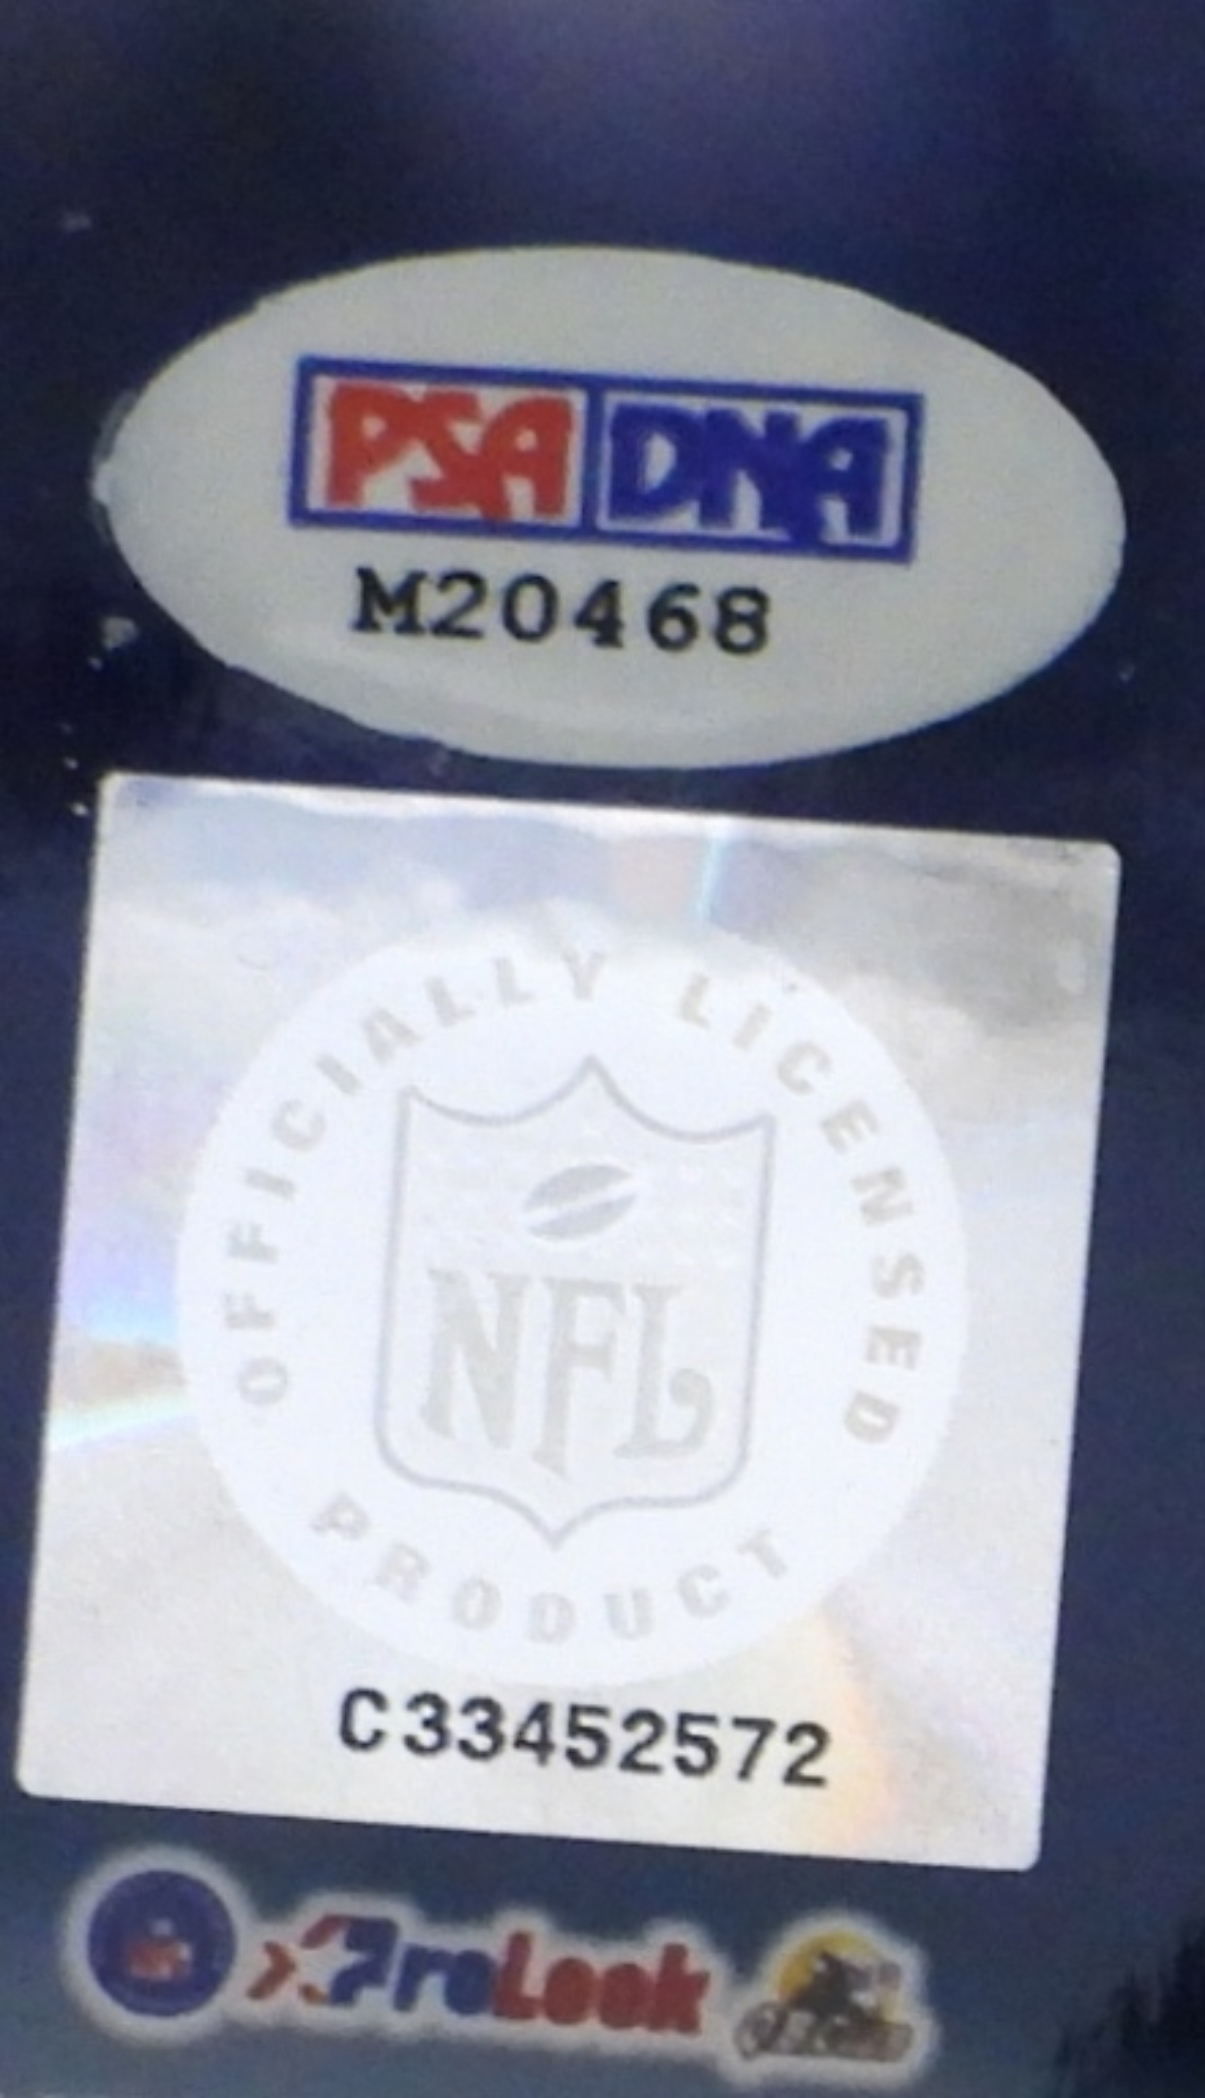 PSA DNA
M20468
OFFICIALLY LICENSED
NFL
PRODUCT
C33452572
ProLook